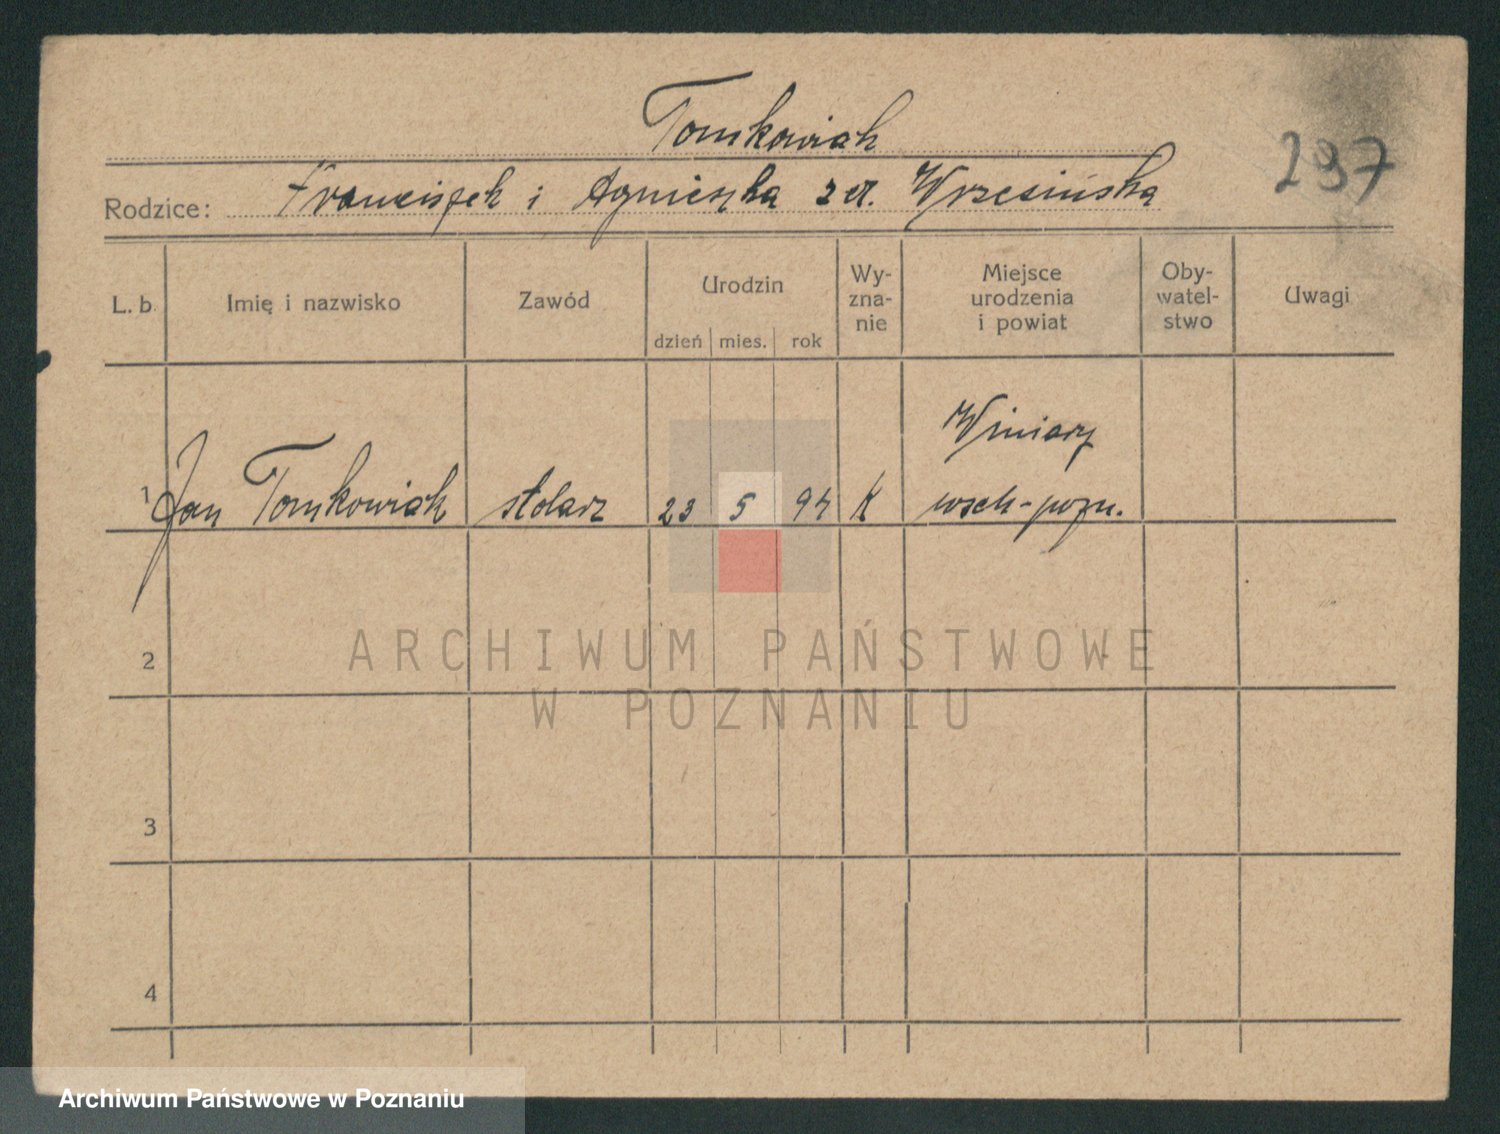 Tomkowiak
297
Rodzice: Franciszek i Agnieszka z d. Wrzesińska
L. b. Imię i nazwisko Zawód Urodzin dzień mies. rok Wy-zna-nie Miejsce urodzenia i powiat Oby-watel-stwo Uwagi
Winiary
1 Jan Tomkowiak stolarz 23 5 94 K wsch-pozn.
2
ARCHIWUM PAŃSTWOWE
W POZNANIU
3
4
Archiwum Państwowe w Poznaniu